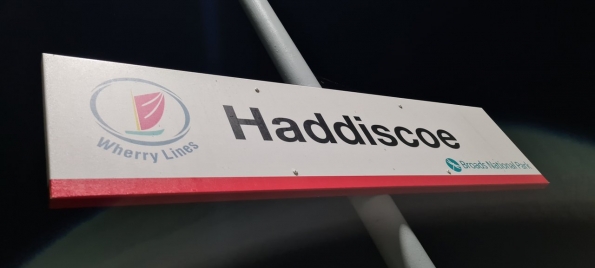 Haddiscoe
Wherry Lines
Broads National Park